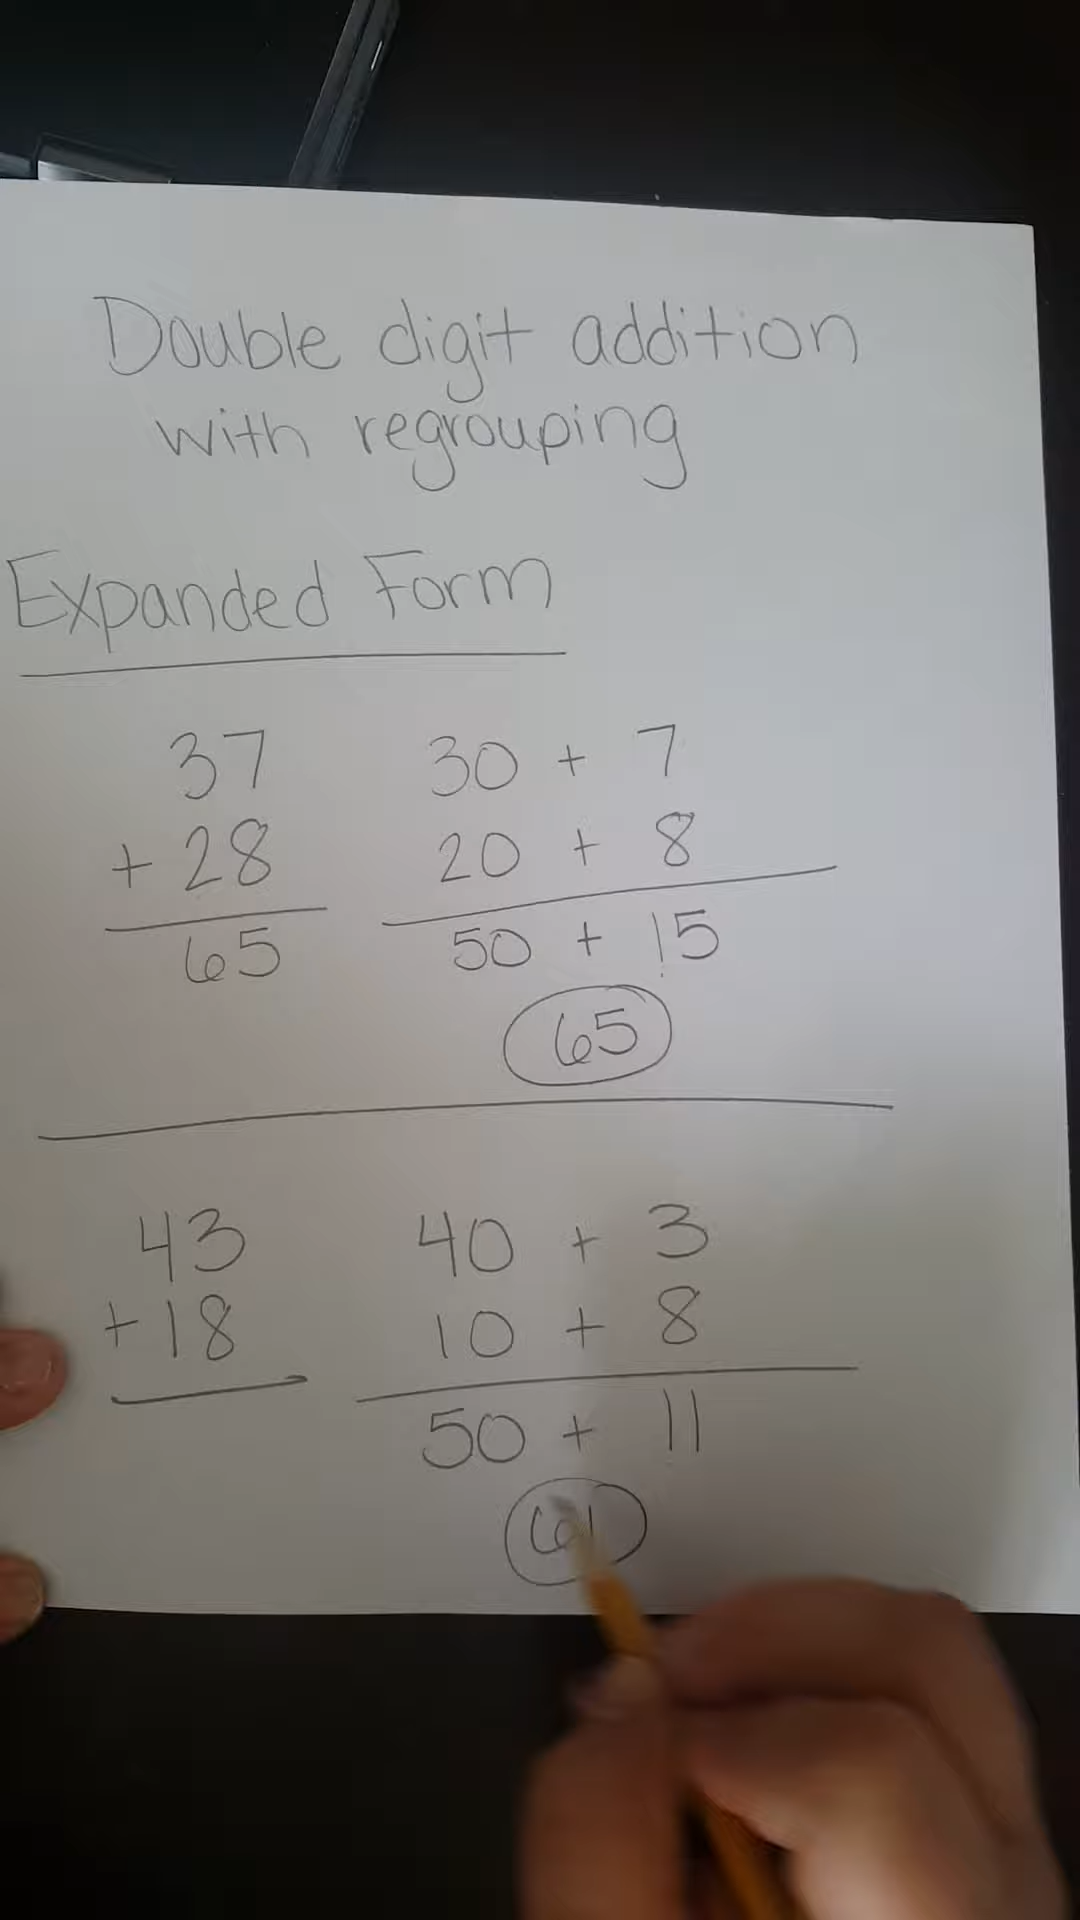 Double digit addition
with regrouping
Expanded Form
37 30 + 7
+ 28 20 + 8
65 50 + 15
65
43 40 + 3
+ 18 10 + 8
50 + 11
61